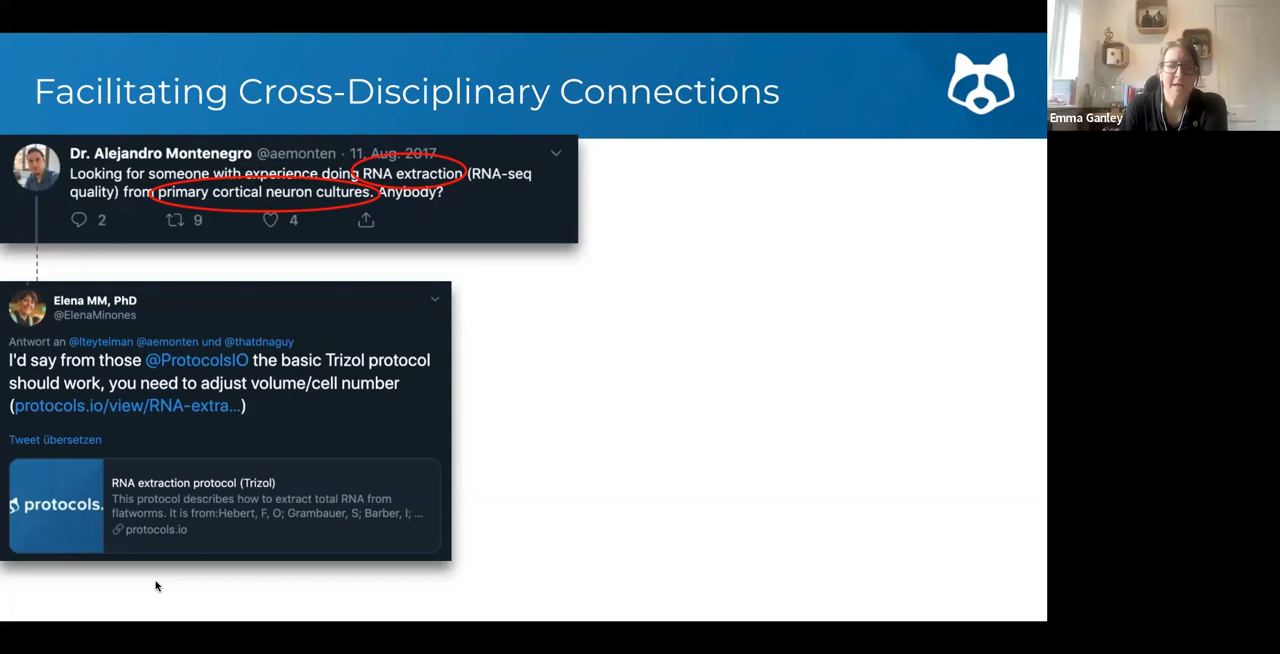 Facilitating Cross-Disciplinary Connections
Emma Ganley
Dr. Alejandro Montenegro @aemonten · 11. Aug. 2017
Looking for someone with experience doing RNA extraction (RNA-seq
quality) from primary cortical neuron cultures. Anybody?
2 9 4
Elena MM, PhD
@ElenaMinones
Antwort an @lteytelman @aemonten und @thatdnaguy
I'd say from those @ProtocolsIO the basic Trizol protocol
should work, you need to adjust volume/cell number
(protocols.io/view/RNA-extra...)
Tweet übersetzen
protocols.
RNA extraction protocol (Trizol)
This protocol describes how to extract total RNA from
flatworms. It is from:Hebert, F, O; Grambauer, S; Barber, I; ...
protocols.io